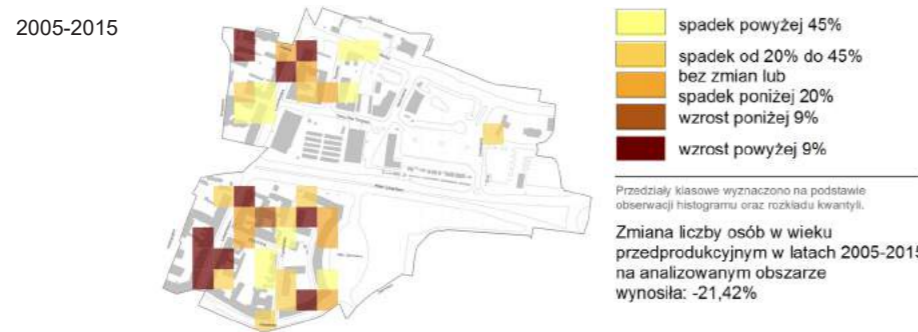 2005-2015
spadek powyżej 45%
spadek od 20% do 45%
bez zmian lub
spadek poniżej 20%
wzrost poniżej 9%
wzrost powyżej 9%
Przedziały klasowe wyznaczono na podstawie
obserwacji histogramu oraz rozkładu kwantyli.
Zmiana liczby osób w wieku
przedprodukcyjnym w latach 2005-2015
na analizowanym obszarze
wynosiła: -21,42%